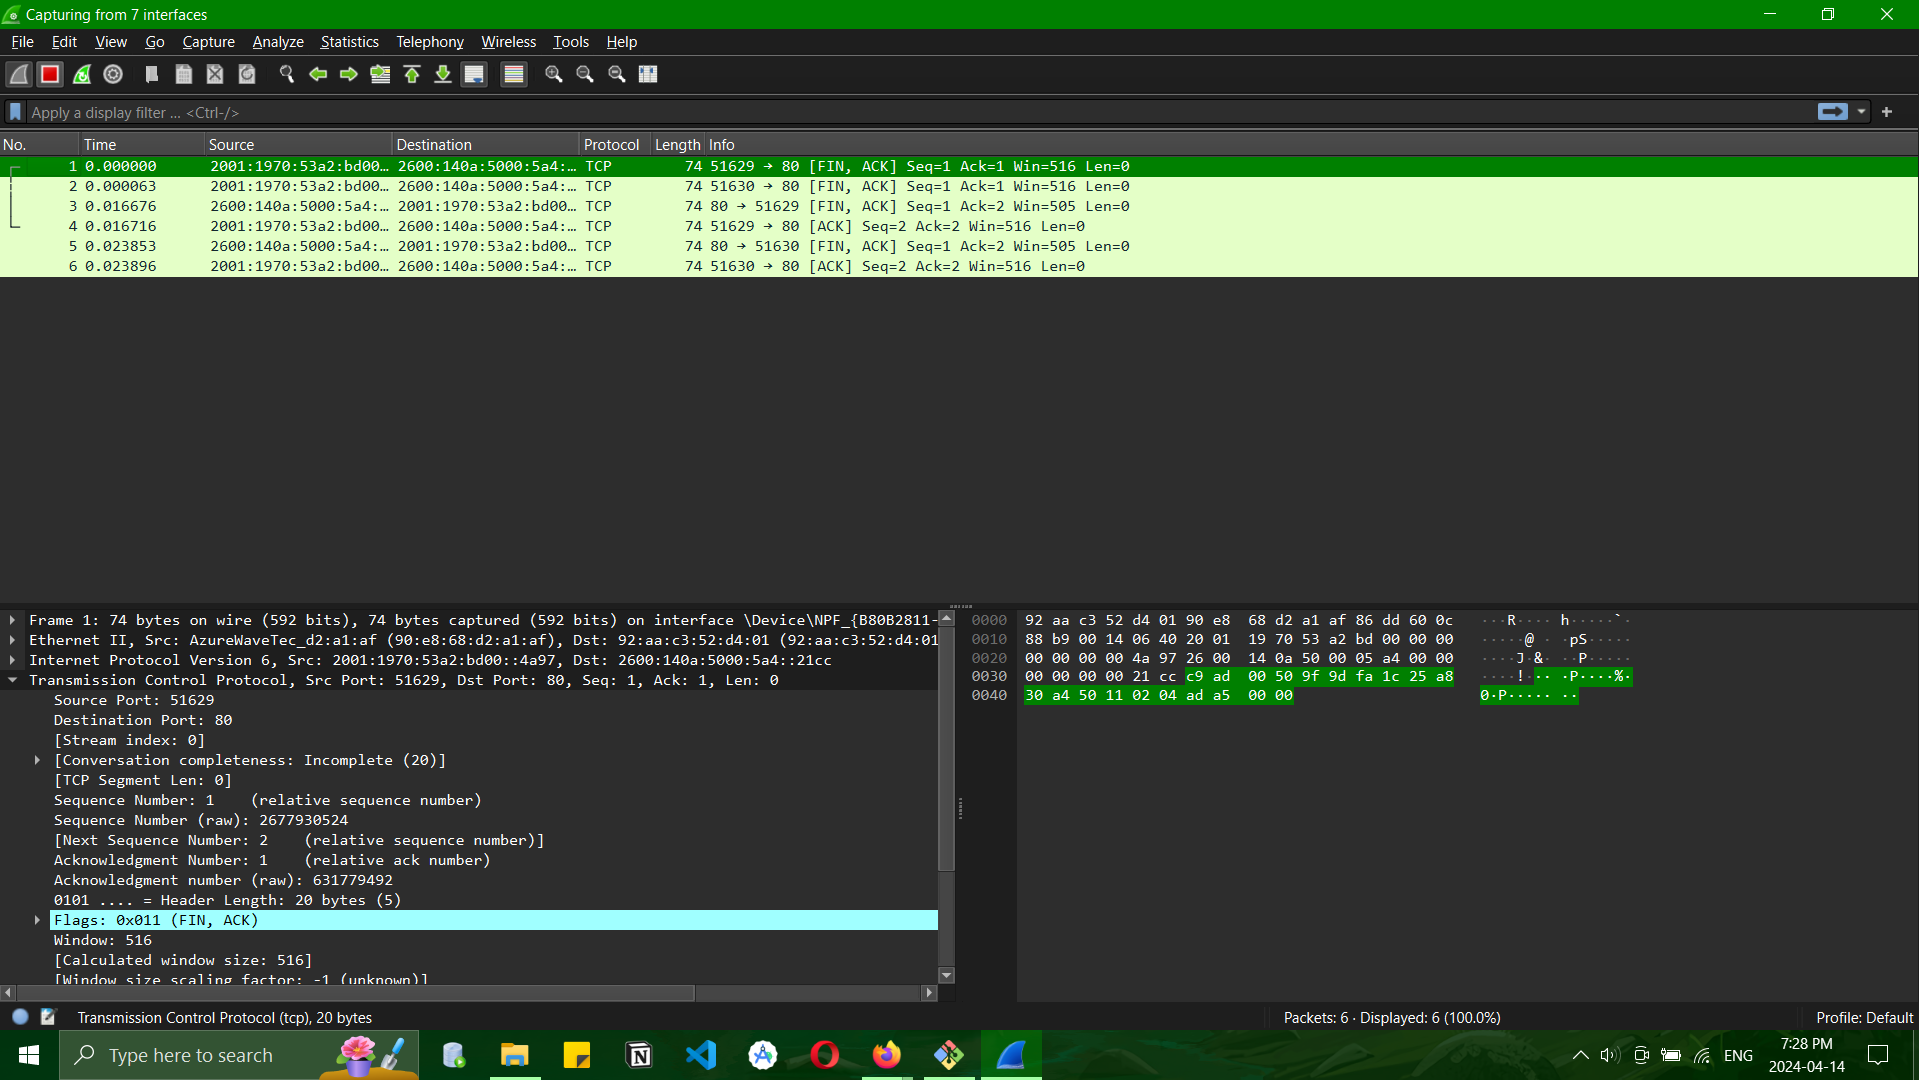 Capturing from 7 interfaces
File Edit View Go Capture Analyze Statistics Telephony Wireless Tools Help
Apply a display filter ... <Ctrl-/>
No. Time Source Destination Protocol Length Info
1 0.000000 2001:1970:53a2:bd00… 2600:140a:5000:5a4:… TCP 74 51629 → 80 [FIN, ACK] Seq=1 Ack=1 Win=516 Len=0
2 0.000063 2001:1970:53a2:bd00… 2600:140a:5000:5a4:… TCP 74 51630 → 80 [FIN, ACK] Seq=1 Ack=1 Win=516 Len=0
3 0.016676 2600:140a:5000:5a4:… 2001:1970:53a2:bd00… TCP 74 80 → 51629 [FIN, ACK] Seq=1 Ack=2 Win=505 Len=0
4 0.016716 2001:1970:53a2:bd00… 2600:140a:5000:5a4:… TCP 74 51629 → 80 [ACK] Seq=2 Ack=2 Win=516 Len=0
5 0.023853 2600:140a:5000:5a4:… 2001:1970:53a2:bd00… TCP 74 80 → 51630 [FIN, ACK] Seq=1 Ack=2 Win=505 Len=0
6 0.023896 2001:1970:53a2:bd00… 2600:140a:5000:5a4:… TCP 74 51630 → 80 [ACK] Seq=2 Ack=2 Win=516 Len=0
Frame 1: 74 bytes on wire (592 bits), 74 bytes captured (592 bits) on interface \Device\NPF_{B80B2811-
Ethernet II, Src: AzureWaveTec_d2:a1:af (90:e8:68:d2:a1:af), Dst: 92:aa:c3:52:d4:01 (92:aa:c3:52:d4:01
Internet Protocol Version 6, Src: 2001:1970:53a2:bd00::4a97, Dst: 2600:140a:5000:5a4::21cc
Transmission Control Protocol, Src Port: 51629, Dst Port: 80, Seq: 1, Ack: 1, Len: 0
Source Port: 51629
Destination Port: 80
[Stream index: 0]
[Conversation completeness: Incomplete (20)]
[TCP Segment Len: 0]
Sequence Number: 1 (relative sequence number)
Sequence Number (raw): 2677930524
[Next Sequence Number: 2 (relative sequence number)]
Acknowledgment Number: 1 (relative ack number)
Acknowledgment number (raw): 631779492
0101 .... = Header Length: 20 bytes (5)
Flags: 0x011 (FIN, ACK)
Window: 516
[Calculated window size: 516]
[Window size scaling factor: -1 (unknown)]
0000 92 aa c3 52 d4 01 90 e8 68 d2 a1 af 86 dd 60 0c ···R···· h·····`·
0010 88 b9 00 14 06 40 20 01 19 70 53 a2 bd 00 00 00 ·····@ · ·pS·····
0020 00 00 00 00 4a 97 26 00 14 0a 50 00 05 a4 00 00 ····J·&· ··P·····
0030 00 00 00 00 21 cc c9 ad 00 50 9f 9d fa 1c 25 a8 ····!··· ·P····%·
0040 30 a4 50 11 02 04 ad a5 00 00 0·P····· ··
Transmission Control Protocol (tcp), 20 bytes
Packets: 6 · Displayed: 6 (100.0%)
Profile: Default
Type here to search
ENG
7:28 PM
2024-04-14